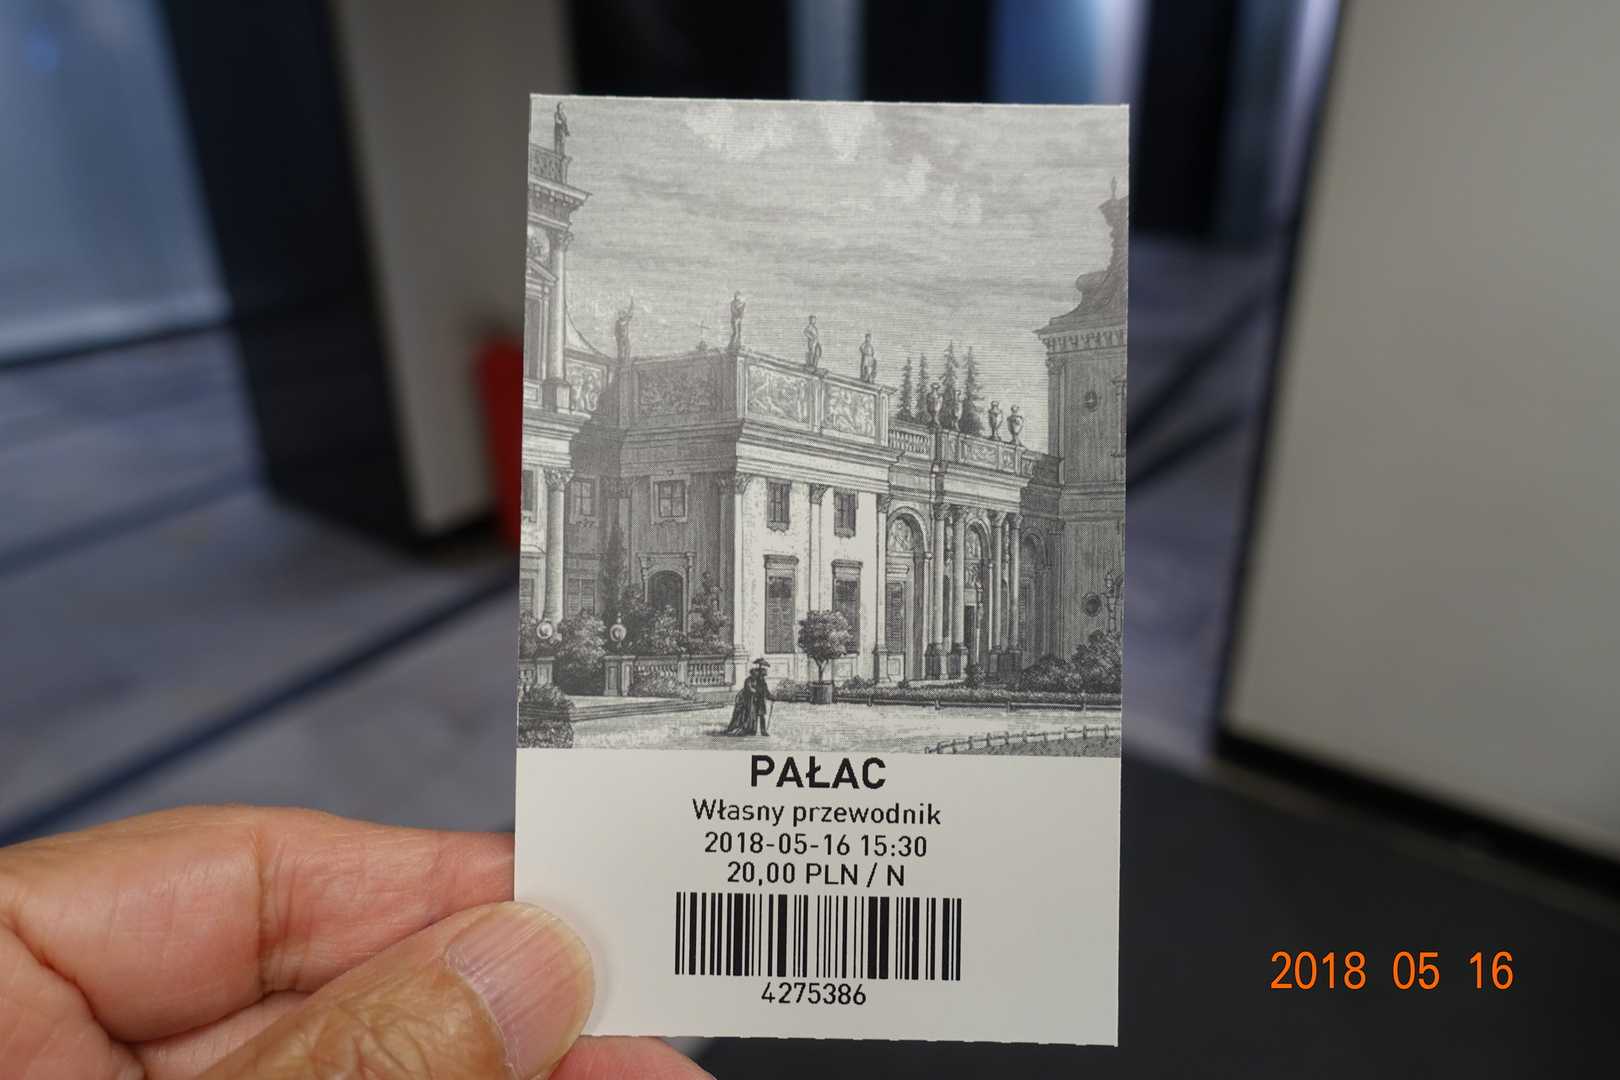 PAŁAC
Własny przewodnik
2018-05-16 15:30
20,00 PLN / N
4275386
2018 05 16